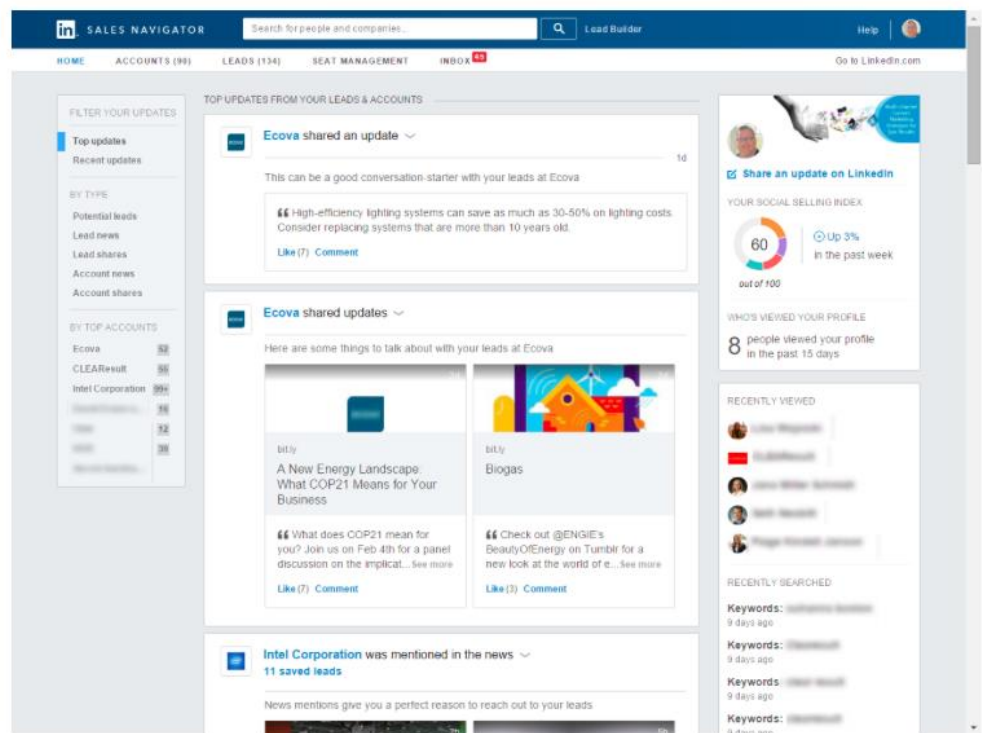 in SALES NAVIGATOR
Search for people and companies...
Lead Builder
Help
HOME ACCOUNTS (98) LEADS (134) SEAT MANAGEMENT INBOX
Go to LinkedIn.com
FILTER YOUR UPDATES
Top updates
Recent updates
BY TYPE
Potential leads
Lead news
Lead shares
Account news
Account shares
BY TOP ACCOUNTS
Ecova 52
CLEAResult 55
Intel Corporation 99+
16
12
39
TOP UPDATES FROM YOUR LEADS & ACCOUNTS
Ecova shared an update
1d
This can be a good conversation-starter with your leads at Ecova
“ High-efficiency lighting systems can save as much as 30-50% on lighting costs.
Consider replacing systems that are more than 10 years old.
Like (7) Comment
Ecova shared updates
Here are some things to talk about with your leads at Ecova
bit.ly
A New Energy Landscape:
What COP21 Means for Your
Business
“ What does COP21 mean for
you? Join us on Feb 4th for a panel
discussion on the implicat... See more
Like (7) Comment
bit.ly
Biogas
“ Check out @ENGIE's
BeautyOfEnergy on Tumblr for a
new look at the world of e... See more
Like (3) Comment
Intel Corporation was mentioned in the news
11 saved leads
News mentions give you a perfect reason to reach out to your leads
Share an update on LinkedIn
YOUR SOCIAL SELLING INDEX
60
out of 100
Up 3%
in the past week
WHO'S VIEWED YOUR PROFILE
8 people viewed your profile
in the past 15 days
RECENTLY VIEWED
RECENTLY SEARCHED
Keywords:
9 days ago
Keywords:
9 days ago
Keywords:
9 days ago
Keywords:
9 days ago